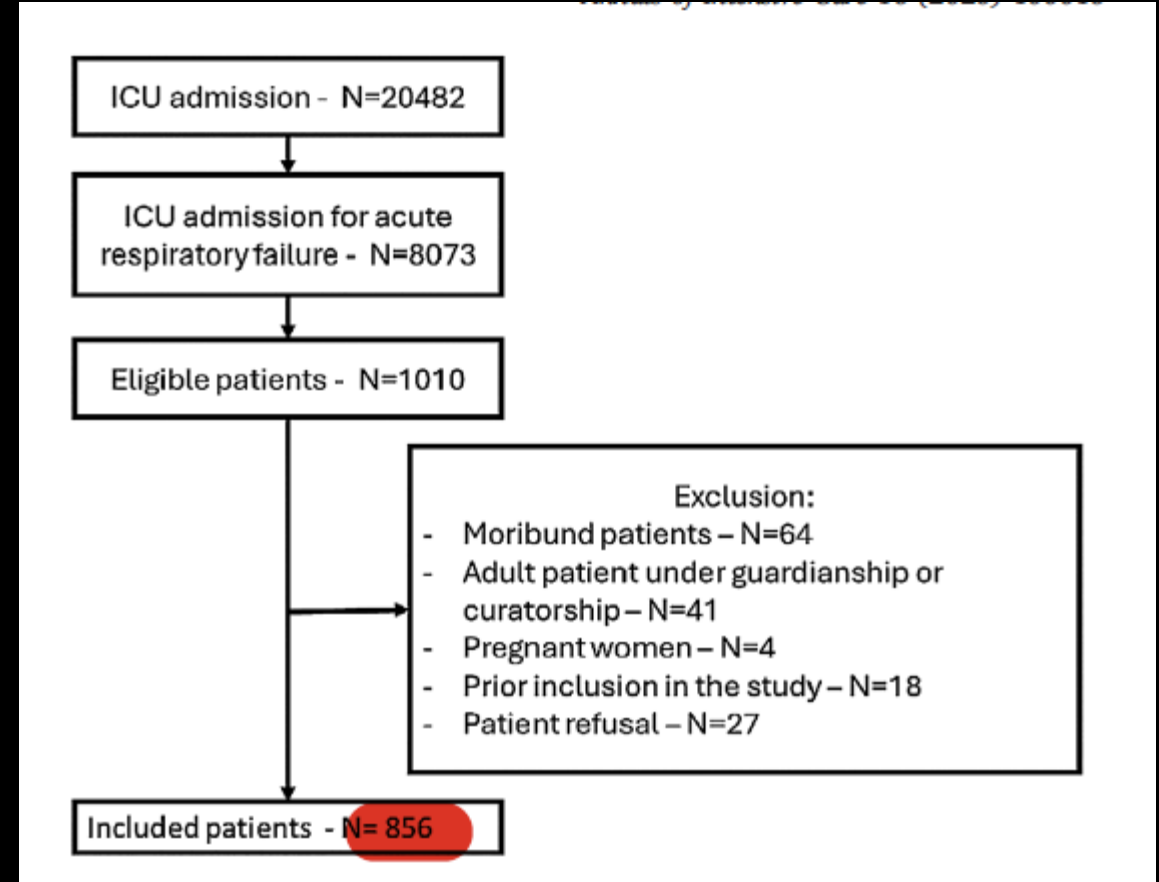 ICU admission - N=20482
ICU admission for acute
respiratory failure - N=8073
Eligible patients - N=1010
Exclusion:
- Moribund patients – N=64
- Adult patient under guardianship or
curatorship – N=41
- Pregnant women – N=4
- Prior inclusion in the study – N=18
- Patient refusal – N=27
Included patients - N= 856